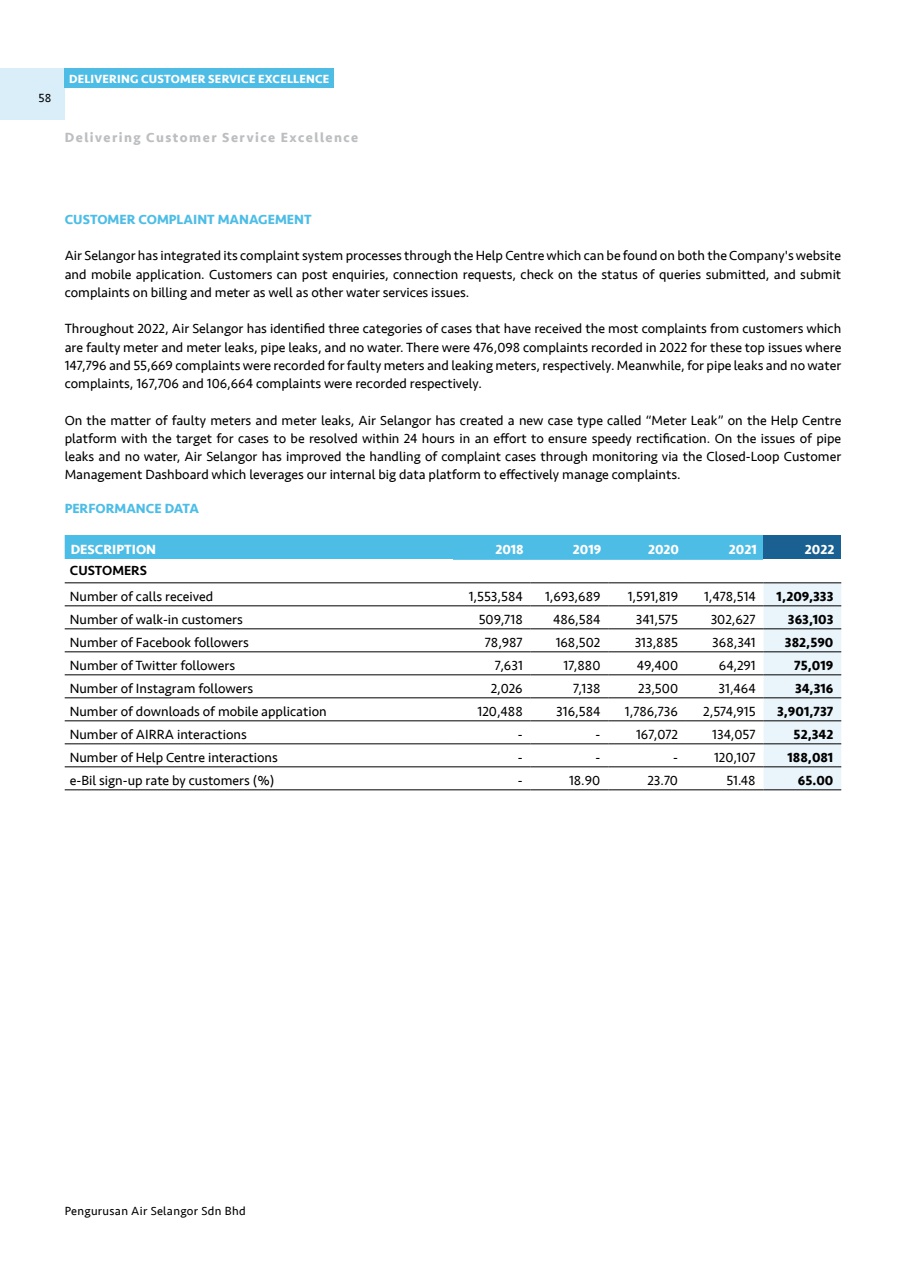 DELIVERING CUSTOMER SERVICE EXCELLENCE
58
Delivering Customer Service Excellence
CUSTOMER COMPLAINT MANAGEMENT
Air Selangor has integrated its complaint system processes through the Help Centre which can be found on both the Company's website
and mobile application. Customers can post enquiries, connection requests, check on the status of queries submitted, and submit
complaints on billing and meter as well as other water services issues.
Throughout 2022, Air Selangor has identified three categories of cases that have received the most complaints from customers which
are faulty meter and meter leaks, pipe leaks, and no water. There were 476,098 complaints recorded in 2022 for these top issues where
147,796 and 55,669 complaints were recorded for faulty meters and leaking meters, respectively. Meanwhile, for pipe leaks and no water
complaints, 167,706 and 106,664 complaints were recorded respectively.
On the matter of faulty meters and meter leaks, Air Selangor has created a new case type called “Meter Leak” on the Help Centre
platform with the target for cases to be resolved within 24 hours in an effort to ensure speedy rectification. On the issues of pipe
leaks and no water, Air Selangor has improved the handling of complaint cases through monitoring via the Closed-Loop Customer
Management Dashboard which leverages our internal big data platform to effectively manage complaints.
PERFORMANCE DATA
DESCRIPTION 2018 2019 2020 2021 2022
CUSTOMERS
Number of calls received 1,553,584 1,693,689 1,591,819 1,478,514 1,209,333
Number of walk-in customers 509,718 486,584 341,575 302,627 363,103
Number of Facebook followers 78,987 168,502 313,885 368,341 382,590
Number of Twitter followers 7,631 17,880 49,400 64,291 75,019
Number of Instagram followers 2,026 7,138 23,500 31,464 34,316
Number of downloads of mobile application 120,488 316,584 1,786,736 2,574,915 3,901,737
Number of AIRRA interactions - - 167,072 134,057 52,342
Number of Help Centre interactions - - - 120,107 188,081
e-Bil sign-up rate by customers (%) - 18.90 23.70 51.48 65.00
Pengurusan Air Selangor Sdn Bhd